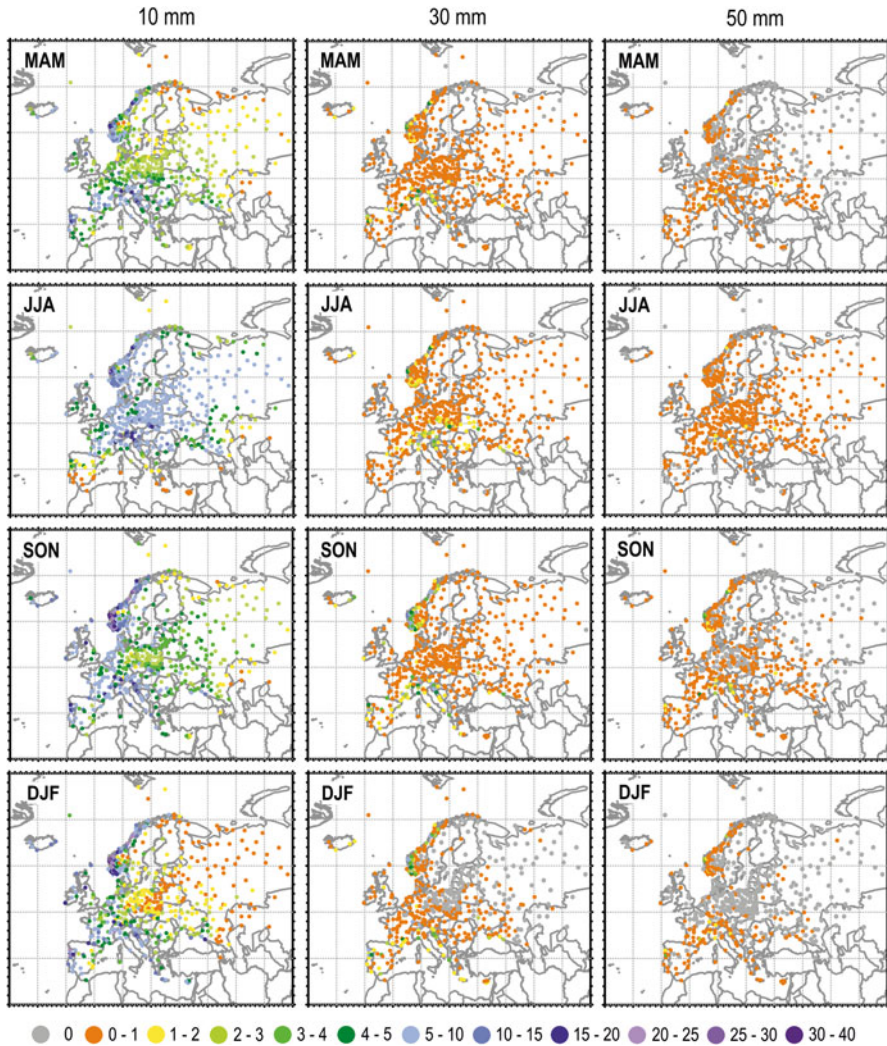 10 mm 30 mm 50 mm
MAM MAM MAM
JJA JJA JJA
SON SON SON
DJF DJF DJF
0 0 - 1 1 - 2 2 - 3 3 - 4 4 - 5 5 - 10 10 - 15 15 - 20 20 - 25 25 - 30 30 - 40